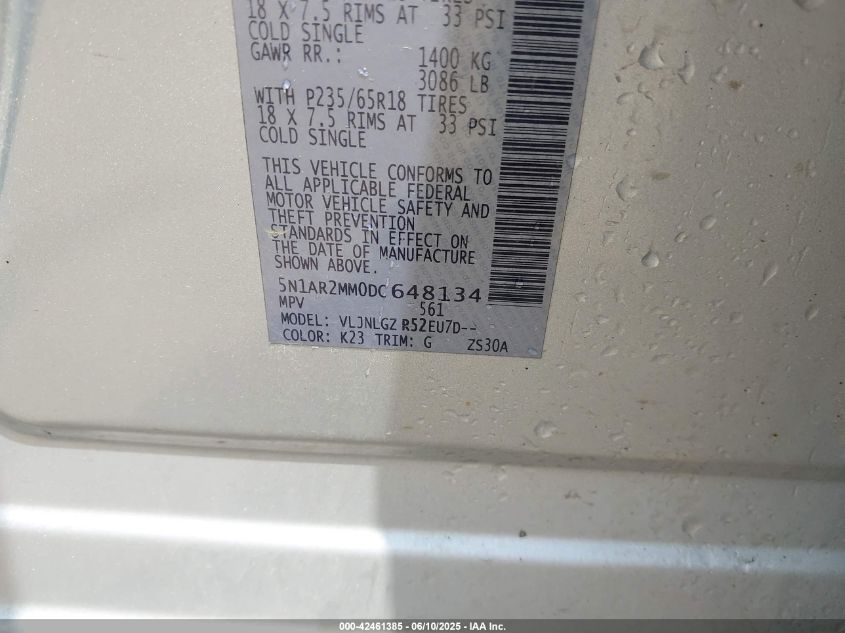 18 X 7.5 RIMS AT 33 PSI
COLD SINGLE
GAWR RR.: 1400 KG
3086 LB
WITH P235/65R18 TIRES
18 X 7.5 RIMS AT 33 PSI
COLD SINGLE
THIS VEHICLE CONFORMS TO
ALL APPLICABLE FEDERAL
MOTOR VEHICLE SAFETY AND
THEFT PREVENTION
STANDARDS IN EFFECT ON
THE DATE OF MANUFACTURE
SHOWN ABOVE.
5N1AR2MM0DC648134
MPV 561
MODEL: VLJNLGZ R52EU7D--
COLOR: K23 TRIM: G ZS30A
000-42461385 - 06/10/2025 - IAA Inc.